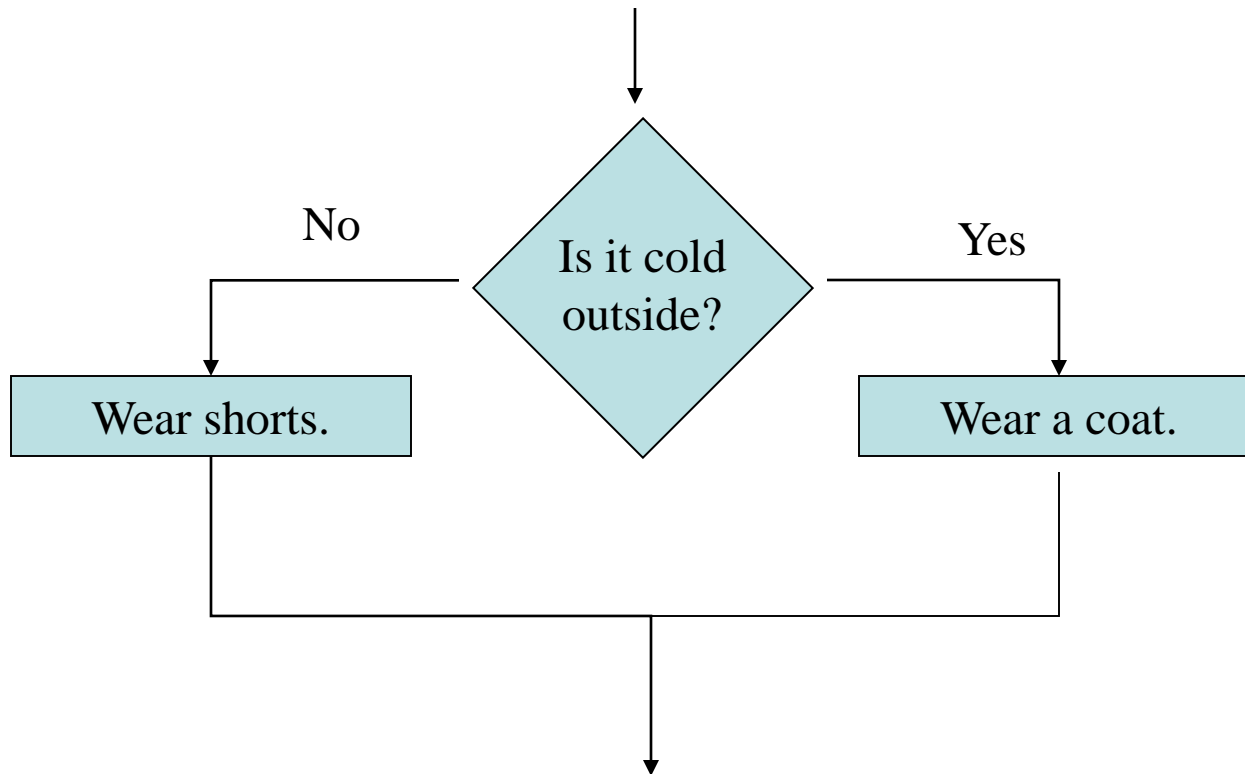 No
Yes
Is it cold
outside?
Wear shorts.
Wear a coat.